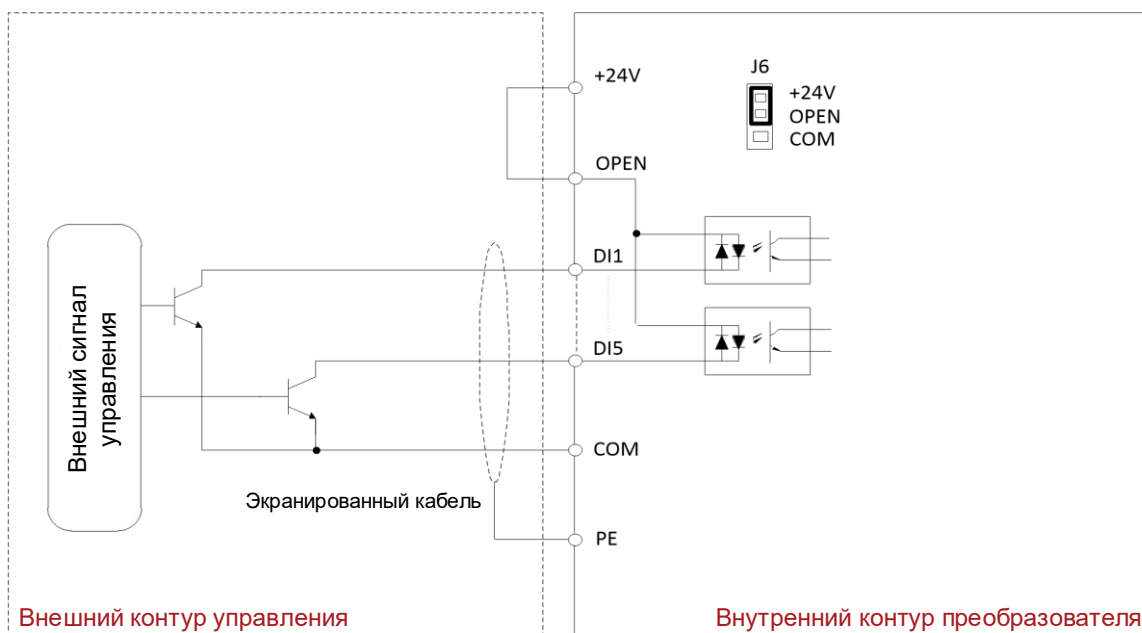 +24V
J6
+24V
OPEN
COM
OPEN
DI1
DI5
COM
PE
Внешний сигнал
управления
Экранированный кабель
Внешний контур управления
Внутренний контур преобразователя